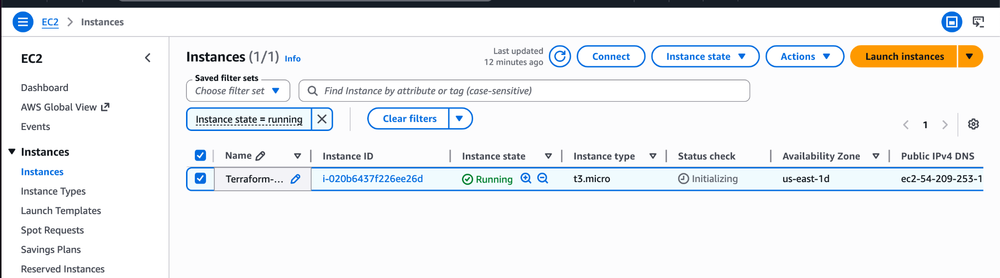 EC2 > Instances
EC2
Dashboard
AWS Global View
Events
Instances
Instances
Instance Types
Launch Templates
Spot Requests
Savings Plans
Reserved Instances
Instances (1/1) Info
Last updated
12 minutes ago
Connect
Instance state
Actions
Launch instances
Saved filter sets
Choose filter set
Find Instance by attribute or tag (case-sensitive)
Instance state = running
Clear filters
1
Name Instance ID Instance state Instance type Status check Availability Zone Public IPv4 DNS
Terraform-... i-020b6437f226ee26d Running t3.micro Initializing us-east-1d ec2-54-209-253-1